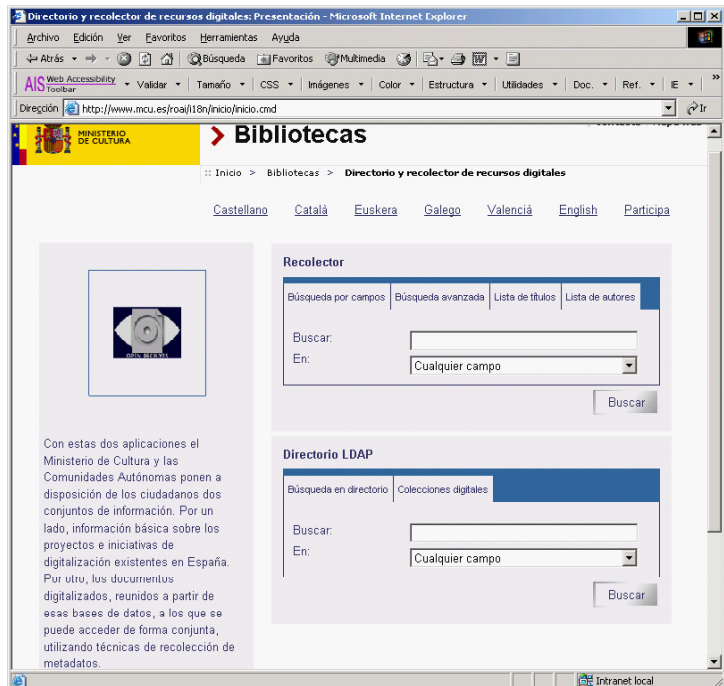 Directorio y recolector de recursos digitales: Presentación - Microsoft Internet Explorer
Archivo Edición Ver Favoritos Herramientas Ayuda
Atrás Búsqueda Favoritos Multimedia
AIS Web Accessibility Toolbar Validar Tamaño CSS Imágenes Color Estructura Utilidades Doc. Ref. IE »
Dirección http://www.mcu.es/roai/i18n/inicio/inicio.cmd Ir
MINISTERIO
DE CULTURA
Bibliotecas
:: Inicio > Bibliotecas > Directorio y recolector de recursos digitales
Castellano Català Euskera Galego Valencià English Participa
Recolector
Búsqueda por campos Búsqueda avanzada Lista de títulos Lista de autores
Buscar:
En: Cualquier campo
Buscar
OPEN ARCHIVES
Con estas dos aplicaciones el
Ministerio de Cultura y las
Comunidades Autónomas ponen a
disposición de los ciudadanos dos
conjuntos de información. Por un
lado, información básica sobre los
proyectos e iniciativas de
digitalización existentes en España.
Por otro, los documentos
digitalizados, reunidos a partir de
esas bases de datos, a los que se
puede acceder de forma conjunta,
utilizando técnicas de recolección de
metadatos.
Directorio LDAP
Búsqueda en directorio Colecciones digitales
Buscar:
En: Cualquier campo
Buscar
Intranet local